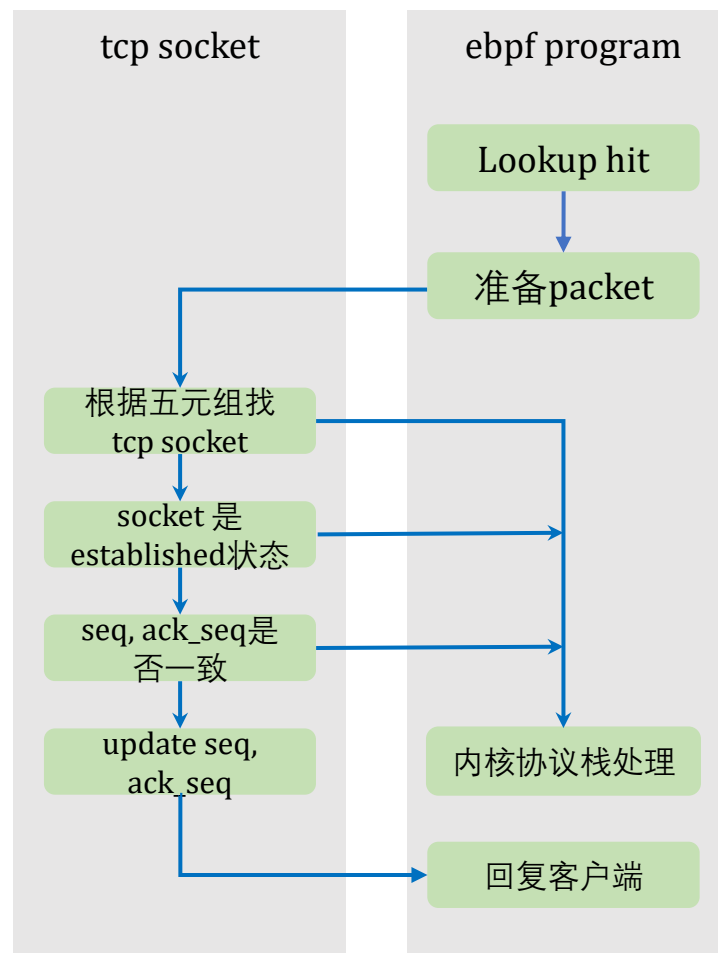 tcp socket
ebpf program
Lookup hit
准备packet
根据五元组找
tcp socket
socket 是
established状态
seq, ack_seq是
否一致
update seq,
ack_seq
内核协议栈处理
回复客户端